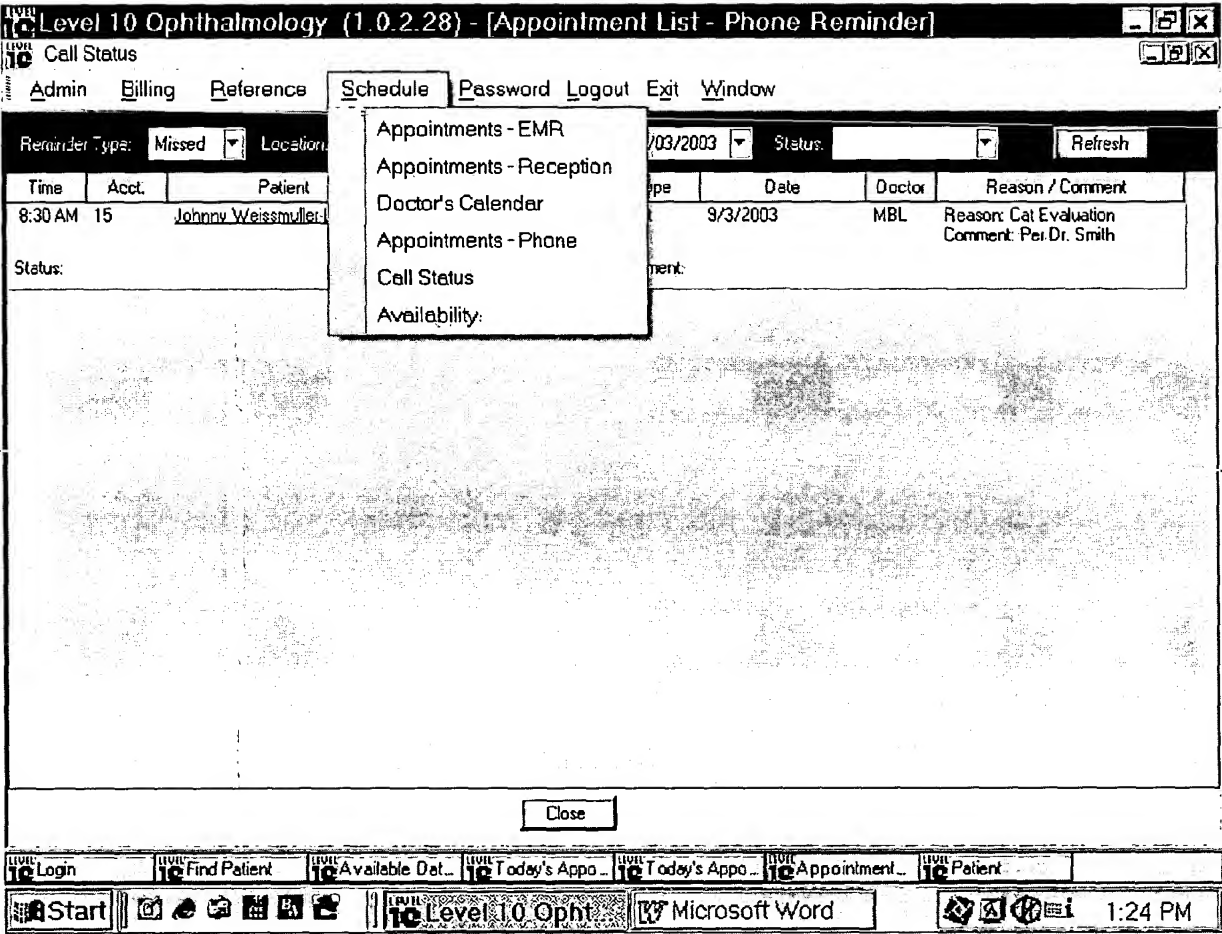 Level 10 Ophthalmology (1.0.2.28) - [Appointment List - Phone Reminder]
Call Status
Admin Billing Reference Schedule Password Logout Exit Window
Appointments - EMR
Appointments - Reception
Doctor's Calendar
Appointments - Phone
Call Status
Availability
Reminder Type: Missed Location: /03/2003 Status: Refresh
Time Acct. Patient Date Doctor Reason / Comment
8:30 AM 15 Johnny Weissmuller 9/3/2003 MBL Reason: Cat Evaluation
Comment: Per Dr. Smith
Status:
Close
Login Find Patient Available Dat... Today's Appo... Today's Appo... Appointment... Patient
Start Level 10 Opht... Microsoft Word 1:24 PM